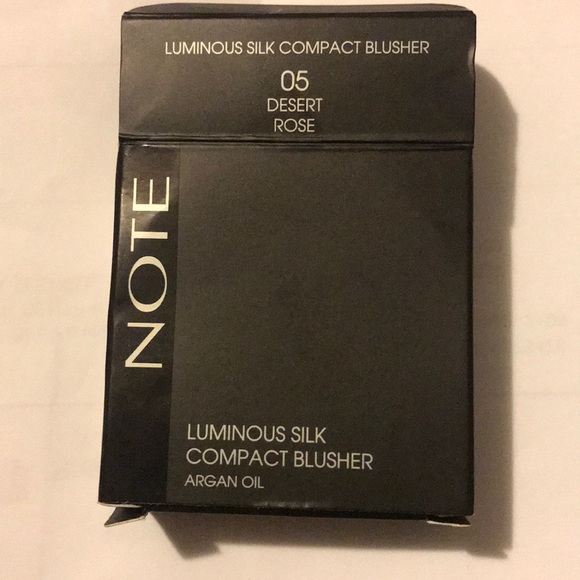 LUMINOUS SILK COMPACT BLUSHER
05
DESERT
ROSE
NOTE
LUMINOUS SILK
COMPACT BLUSHER
ARGAN OIL